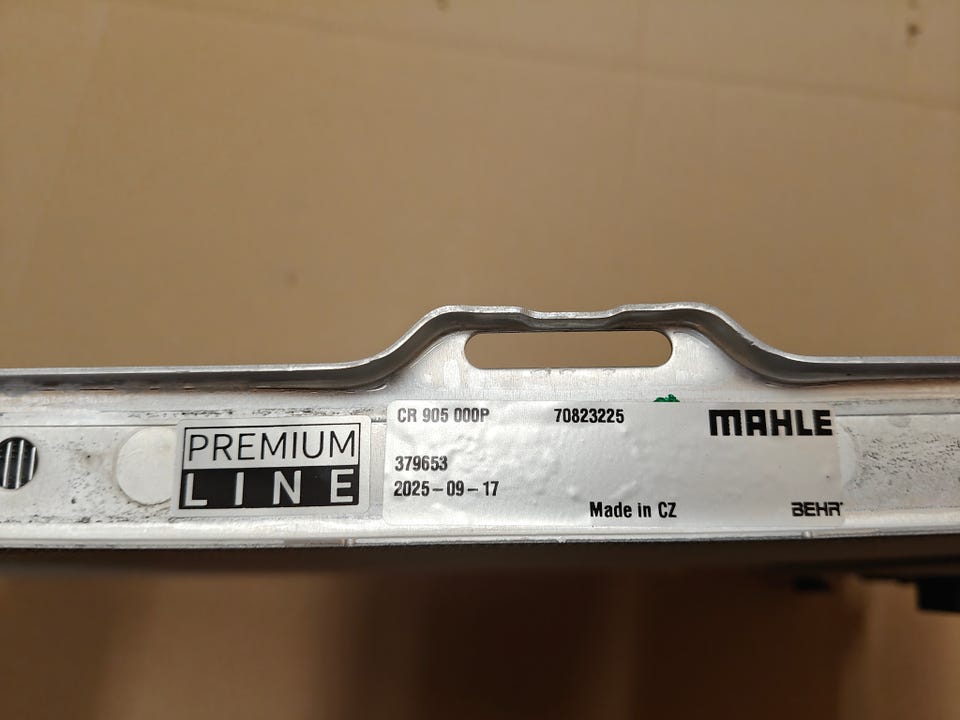 PREMIUM
LINE
CR 905 000P 70823225 MAHLE
379653
2025-09-17
Made in CZ BEHR